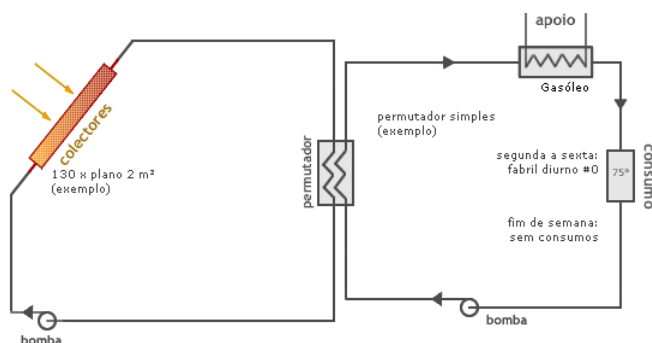 apoio
Gasóleo
colectores
130 x plano 2 m²
(exemplo)
permutador simples
(exemplo)
permutador
segunda a sexta:
fabril diurno #0
75º
consumo
fim de semana:
sem consumos
bomba
bomba